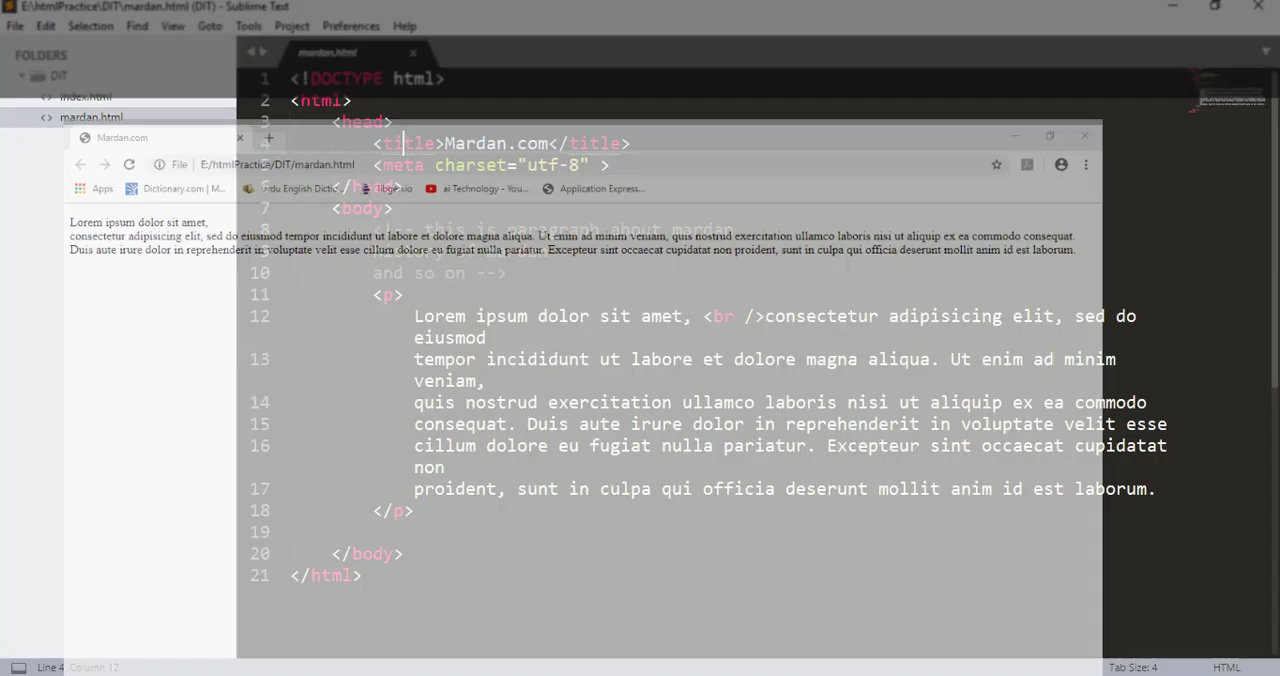 E:\htmlPractice\DIT\mardan.html (DIT) - Sublime Text
File Edit Selection Find View Goto Tools Project Preferences Help
FOLDERS
DIT
index.html
mardan.html
mardan.html
1 <!DOCTYPE html>
2 <html>
3 <head>
4 <title>Mardan.com</title>
5 <meta charset="utf-8" >
6 </head>
7 <body>
8 <!-- this is paragraph about mardan
9
10 and so on -->
11 <p>
12 Lorem ipsum dolor sit amet, <br />consectetur adipisicing elit, sed do
eiusmod
13 tempor incididunt ut labore et dolore magna aliqua. Ut enim ad minim
veniam,
14 quis nostrud exercitation ullamco laboris nisi ut aliquip ex ea commodo
15 consequat. Duis aute irure dolor in reprehenderit in voluptate velit esse
16 cillum dolore eu fugiat nulla pariatur. Excepteur sint occaecat cupidatat
non
17 proident, sunt in culpa qui officia deserunt mollit anim id est laborum.
18 </p>
19
20 </body>
21 </html>
Mardan.com
File E:/htmlPractice/DIT/mardan.html
Apps Dictionary.com | M... Urdu English Dictic ai Technology - You... Application Express...
Lorem ipsum dolor sit amet,
consectetur adipisicing elit, sed do eiusmod tempor incididunt ut labore et dolore magna aliqua. Ut enim ad minim veniam, quis nostrud exercitation ullamco laboris nisi ut aliquip ex ea commodo consequat.
Duis aute irure dolor in reprehenderit in voluptate velit esse cillum dolore eu fugiat nulla pariatur. Excepteur sint occaecat cupidatat non proident, sunt in culpa qui officia deserunt mollit anim id est laborum.
Line 4 Column 12 Tab Size: 4 HTML